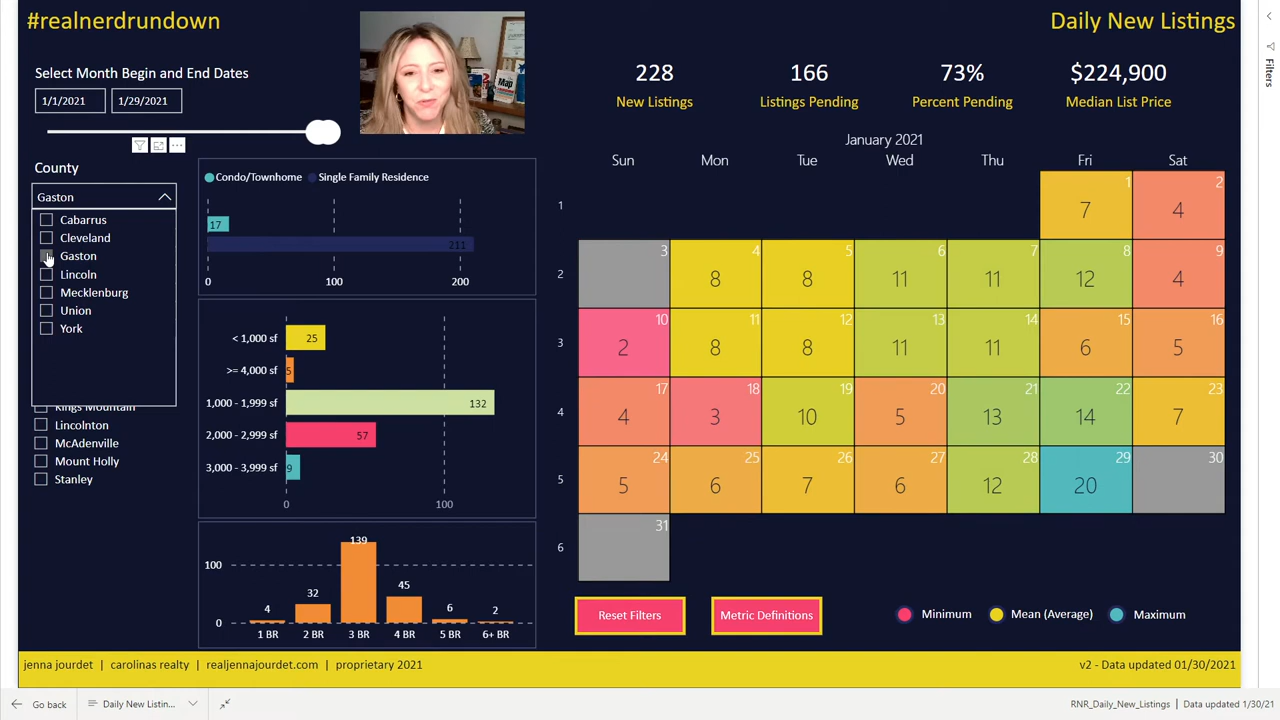 #realnerdrundown
Daily New Listings
Filters
Select Month Begin and End Dates
1/1/2021
1/29/2021
Map
228
New Listings
166
Listings Pending
73%
Percent Pending
$224,900
Median List Price
County
Gaston
Cabarrus
Cleveland
Gaston
Lincoln
Mecklenburg
Union
York
Kings Mountain
Lincolnton
McAdenville
Mount Holly
Stanley
Condo/Townhome
Single Family Residence
17
211
0 100 200
< 1,000 sf 25
>= 4,000 sf 5
1,000 - 1,999 sf 132
2,000 - 2,999 sf 57
3,000 - 3,999 sf 9
0 100
139
100
45
32
4 6 2
0
1 BR 2 BR 3 BR 4 BR 5 BR 6+ BR
January 2021
Sun Mon Tue Wed Thu Fri Sat
1 2
1 7 4
3 4 5 6 7 8 9
2 8 8 11 11 12 4
10 11 12 13 14 15 16
3 2 8 8 11 11 6 5
17 18 19 20 21 22 23
4 4 3 10 5 13 14 7
24 25 26 27 28 29 30
5 5 6 7 6 12 20
31
6
Reset Filters
Metric Definitions
Minimum
Mean (Average)
Maximum
jenna jourdet | carolinas realty | realjennajourdet.com | proprietary 2021
v2 - Data updated 01/30/2021
Go back
Daily New Listin...
RNR_Daily_New_Listings | Data updated 1/30/21